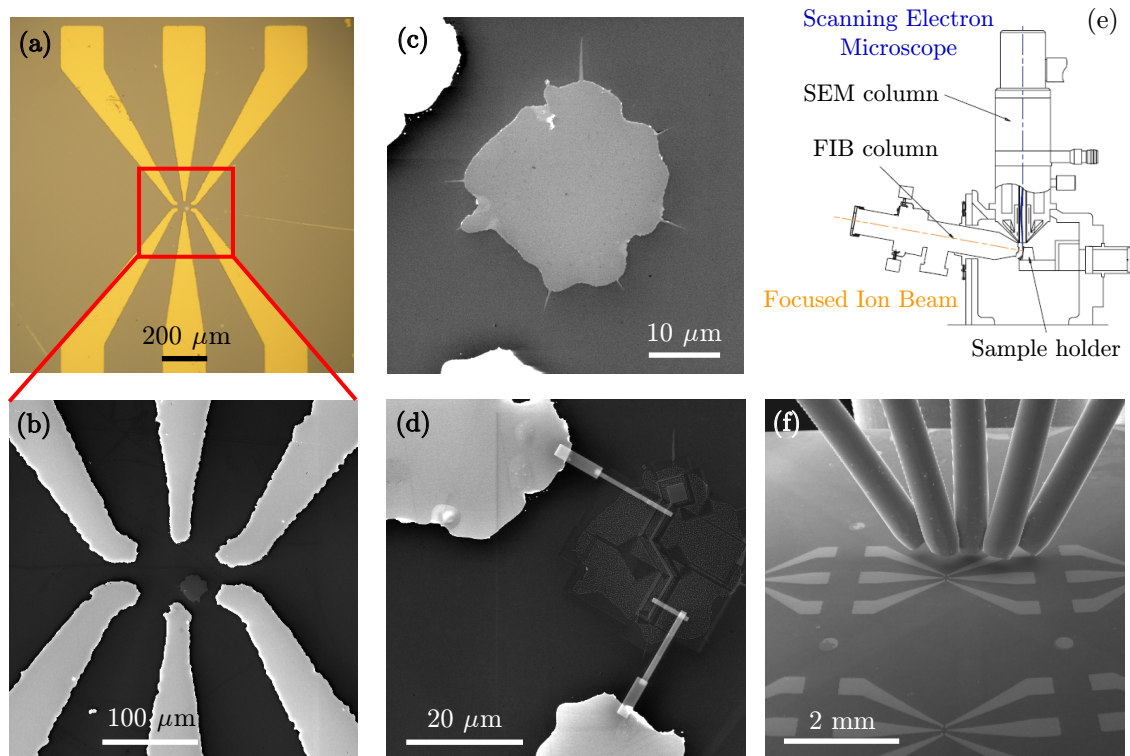 (a)
200 μm
(b)
100 μm
(c)
10 μm
(d)
20 μm
(e)
Scanning Electron
Microscope
SEM column
FIB column
Focused Ion Beam
Sample holder
(f)
2 mm